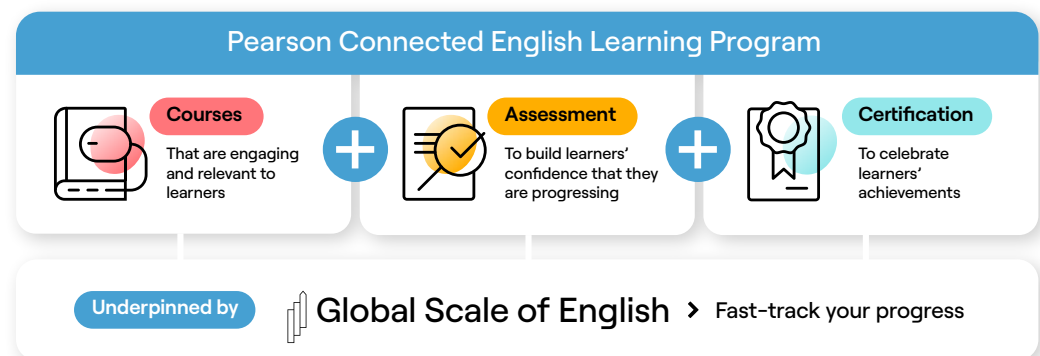 Pearson Connected English Learning Program
Courses
That are engaging
and relevant to
learners
Assessment
To build learners'
confidence that they
are progressing
Certification
To celebrate
learners'
achievements
Underpinned by
Global Scale of English
Fast-track your progress